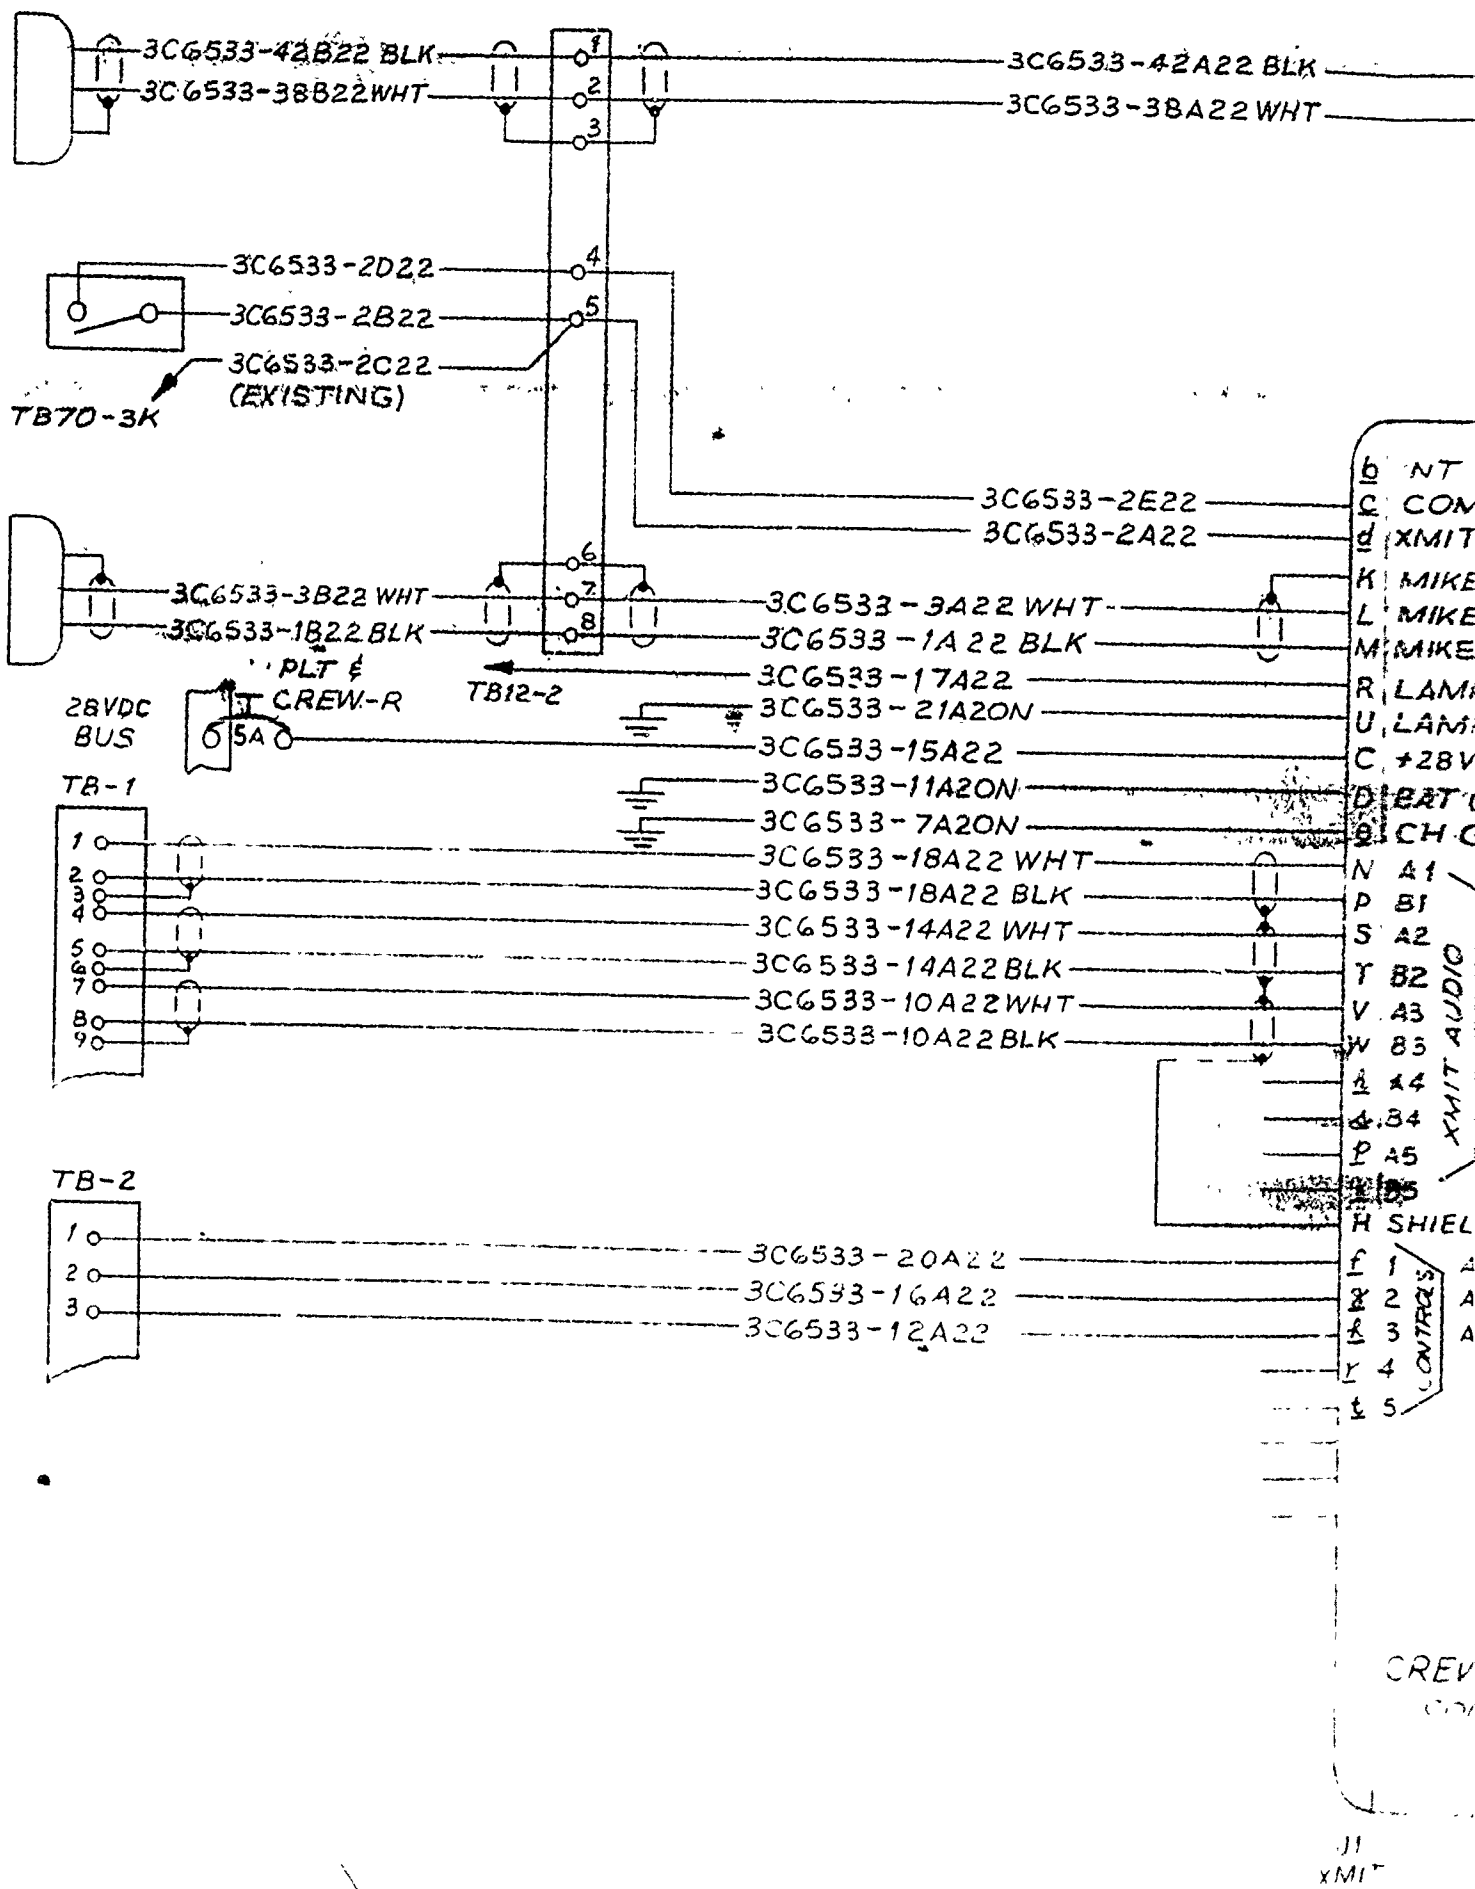 3C6533-42B22 BLK
1
3C6533-42A22 BLK
3C6533-38B22 WHT
2
3C6533-38A22 WHT
3
3C6533-2D22
4
3C6533-2B22
5
3C6533-2C22
(EXISTING)
TB70-3K
b NT
3C6533-2E22
c COM
3C6533-2A22
d XMIT
6
K MIKE
3C6533-3B22 WHT
7
3C6533-3A22 WHT
L MIKE
3C6533-1B22 BLK
8
3C6533-1A22 BLK
M MIKE
PLT &
CREW-R
TB12-2
3C6533-17A22
R LAM
3C6533-21A20N
U LAM
28VDC
BUS
5A
3C6533-15A22
C +28V
TB-1
3C6533-11A20N
D BAT
3C6533-7A20N
CH G
1
3C6533-18A22 WHT
N A1
2
3C6533-18A22 BLK
P B1
3
4
3C6533-14A22 WHT
S A2
5
3C6533-14A22 BLK
T B2
6
7
3C6533-10A22 WHT
V A3
8
3C6533-10A22 BLK
W B3
9
A4
B4
XMIT AUDIO
P A5
B5
H SHIEL
TB-2
1
3C6533-20A22
f 1 A
2
3C6533-16A22
g 2 A
3
3C6533-12A22
k 3 A
CONTROLS
r 4
t 5
CREW
J1
XMIT